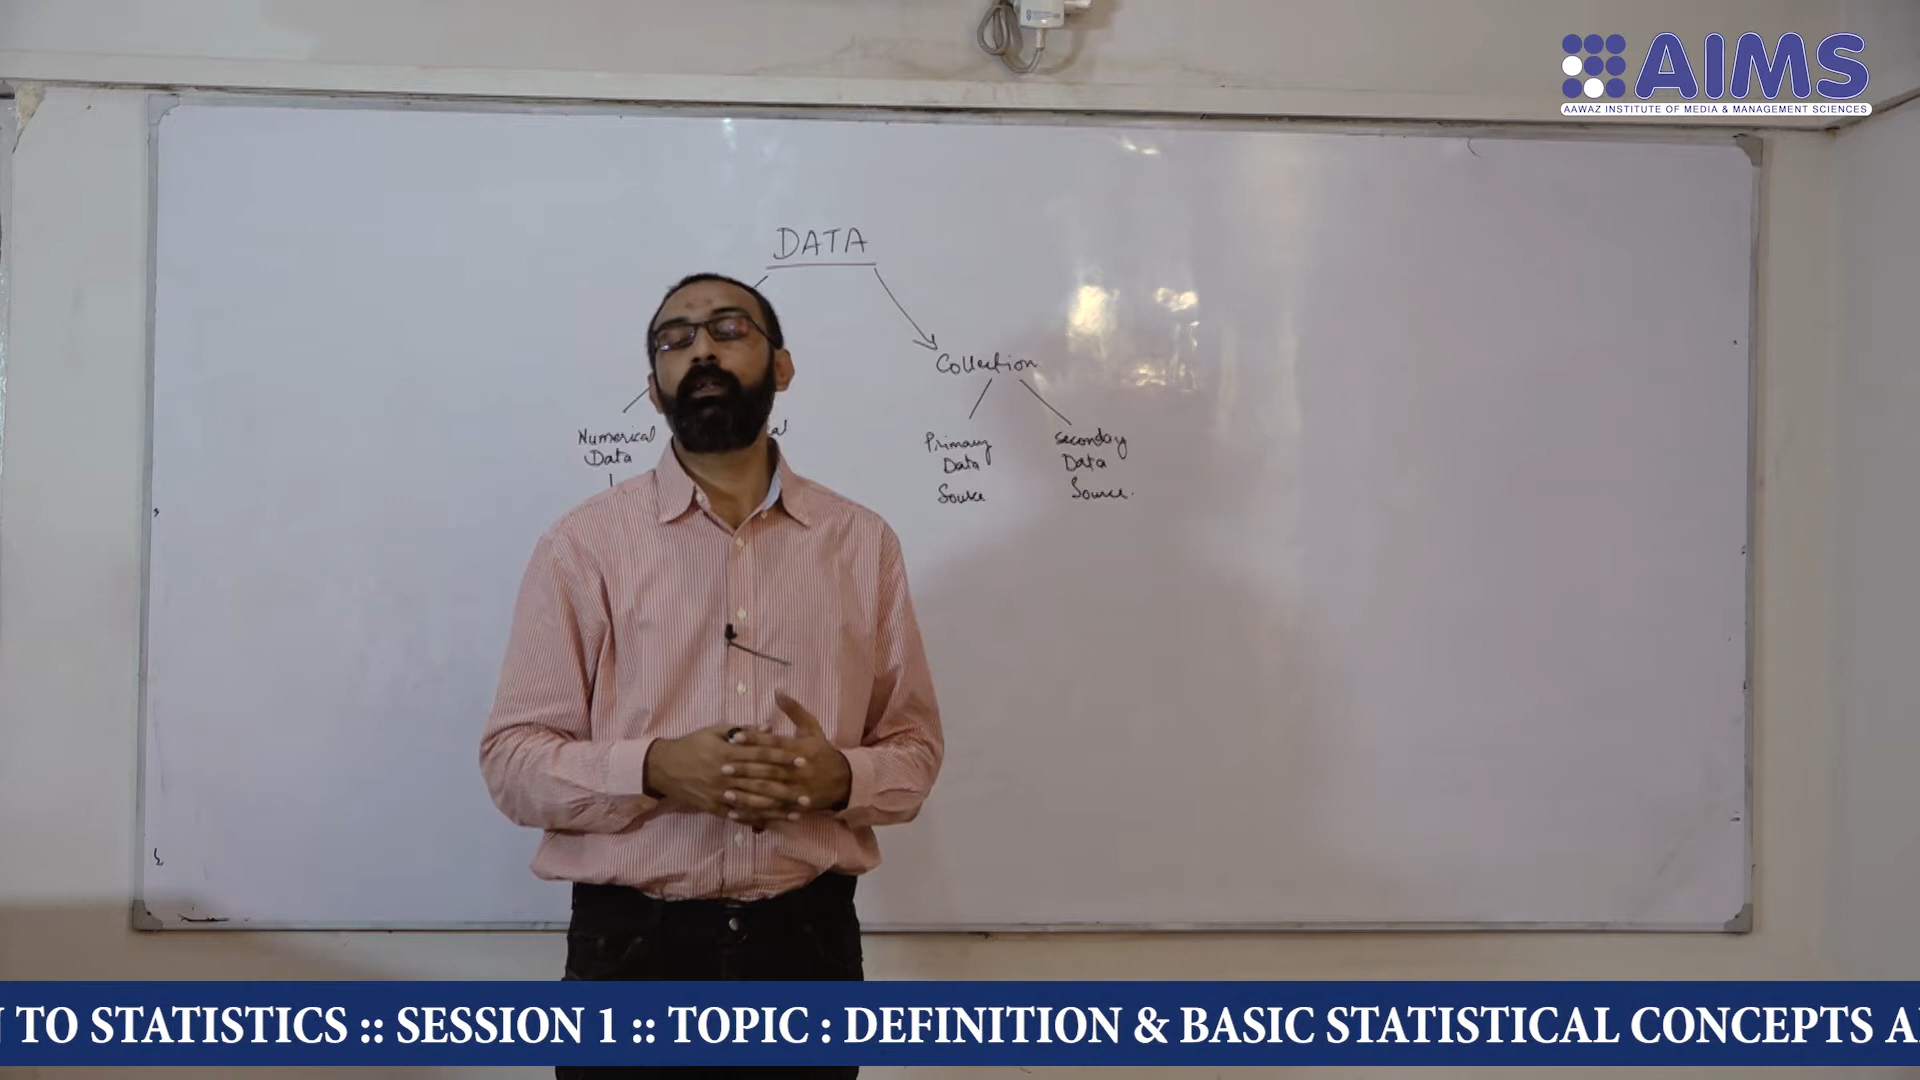 AIMS
AAWAZ INSTITUTE OF MEDIA & MANAGEMENT SCIENCES
DATA
Collection
Numerical
Data
Primary
Data
Source
Secondary
Data
Source.
TO STATISTICS :: SESSION 1 :: TOPIC : DEFINITION & BASIC STATISTICAL CONCEPTS